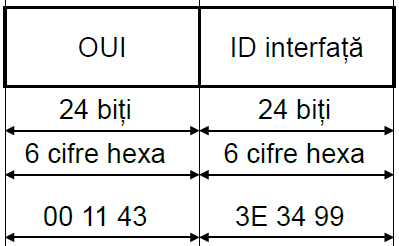 OUI ID interfață
24 biți 24 biți
6 cifre hexa 6 cifre hexa
00 11 43 3E 34 99